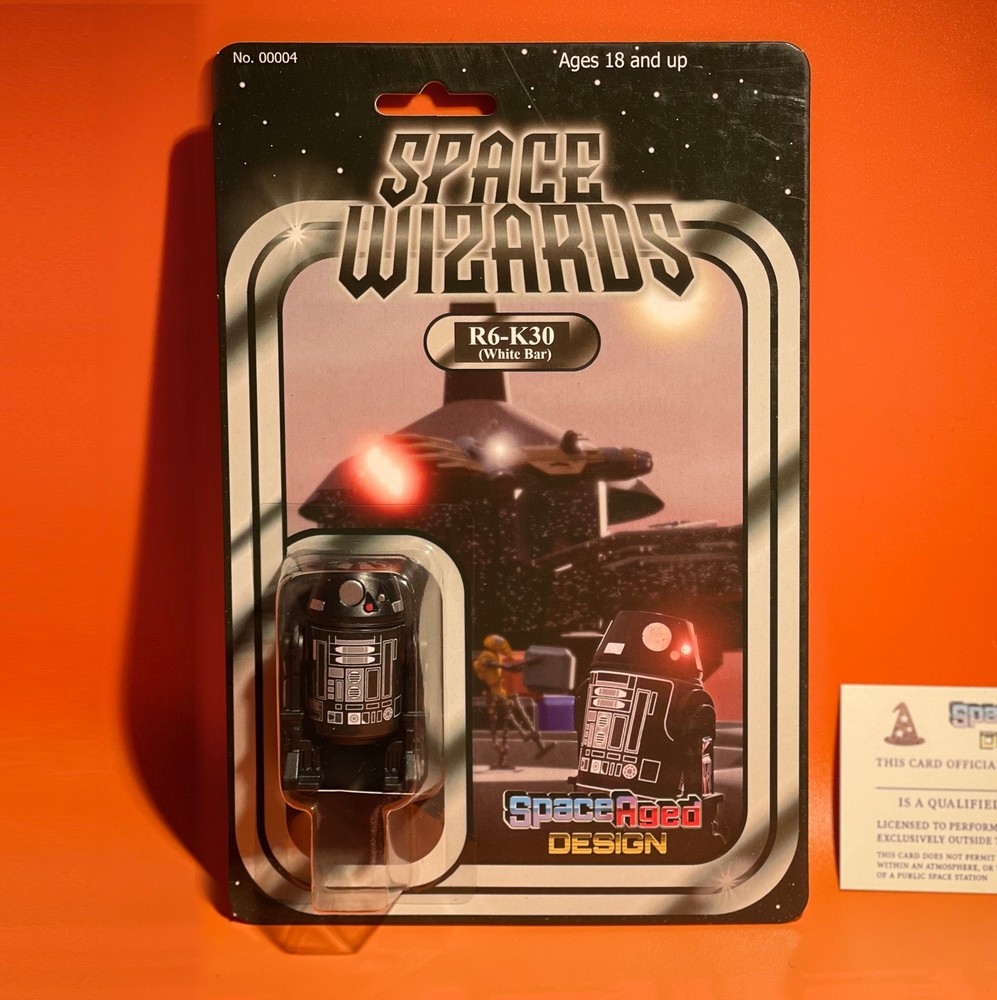 No. 00004
Ages 18 and up
SPACE
WIZARDS
R6-K30
(White Bar)
SpaceAged
DESIGN
THIS CARD OFFICIA
IS A QUALIFIE
LICENSED TO PERFORM
EXCLUSIVELY OUTSIDE
THIS CARD DOES NOT PERMIT
WITHIN AN ATMOSPHERE, OR
OF A PUBLIC SPACE STATION